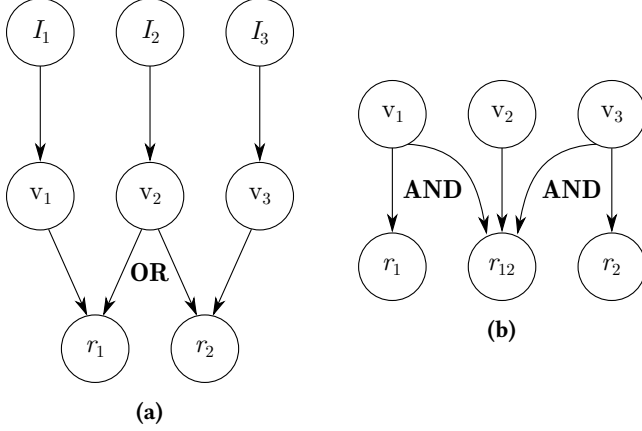 I₁ I₂ I₃
v₁ v₂ v₃
OR
r₁ r₂
(a)
v₁ v₂ v₃
AND AND
r₁ r₁₂ r₂
(b)